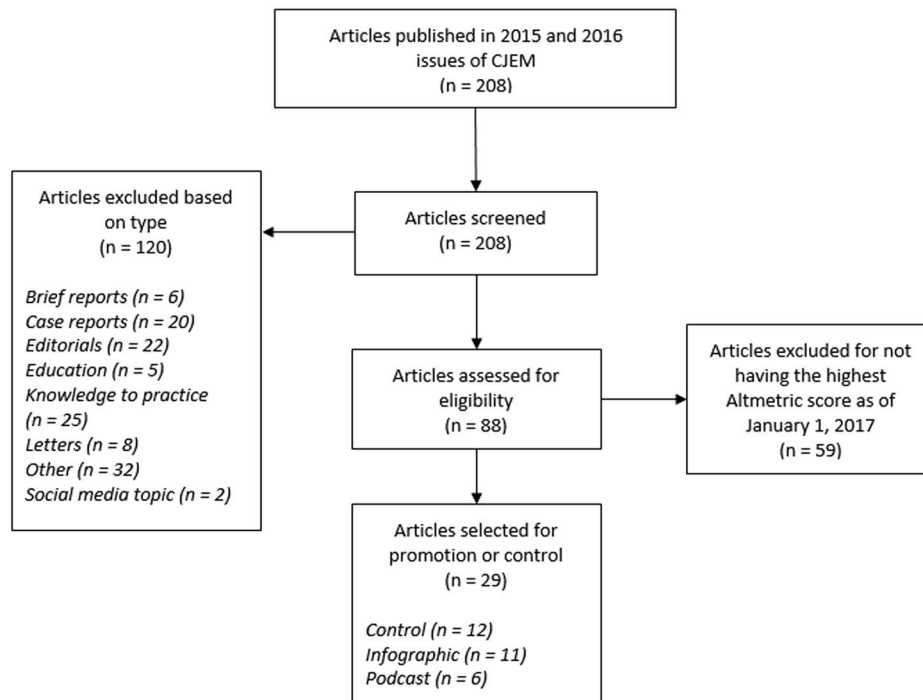 Articles published in 2015 and 2016
issues of CJEM
(n = 208)
Articles screened
(n = 208)
Articles excluded based
on type
(n = 120)
Brief reports (n = 6)
Case reports (n = 20)
Editorials (n = 22)
Education (n = 5)
Knowledge to practice
(n = 25)
Letters (n = 8)
Other (n = 32)
Social media topic (n = 2)
Articles assessed for
eligibility
(n = 88)
Articles excluded for not
having the highest
Altmetric score as of
January 1, 2017
(n = 59)
Articles selected for
promotion or control
(n = 29)
Control (n = 12)
Infographic (n = 11)
Podcast (n = 6)